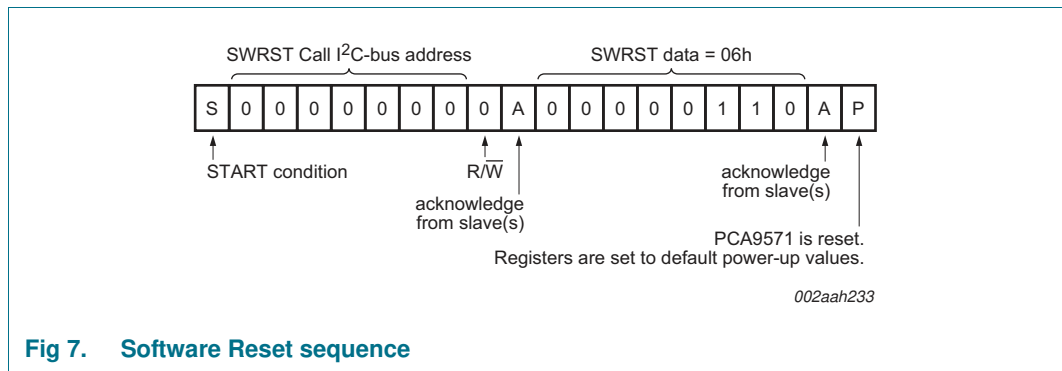 SWRST Call I²C-bus address
SWRST data = 06h
S 0 0 0 0 0 0 0 0 A 0 0 0 0 0 1 1 0 A P
START condition
R/W̅
acknowledge
from slave(s)
acknowledge
from slave(s)
PCA9571 is reset.
Registers are set to default power-up values.
002aah233
Fig 7. Software Reset sequence